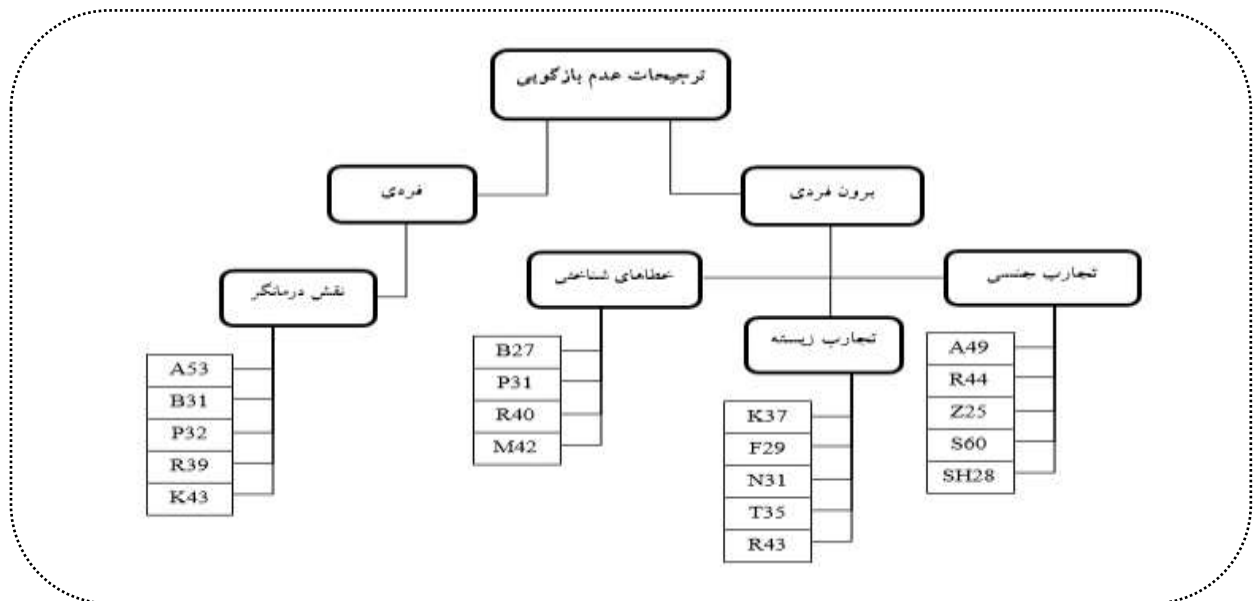 ترجیحات عدم بازگویی
برون فردی
فردی
تجارب جنسی
خطاهای شناختی
نقش درمانگر
تجارب زیسته
A49
R44
Z25
S60
SH28
K37
F29
N31
T35
R43
B27
P31
R40
M42
A53
B31
P32
R39
K43